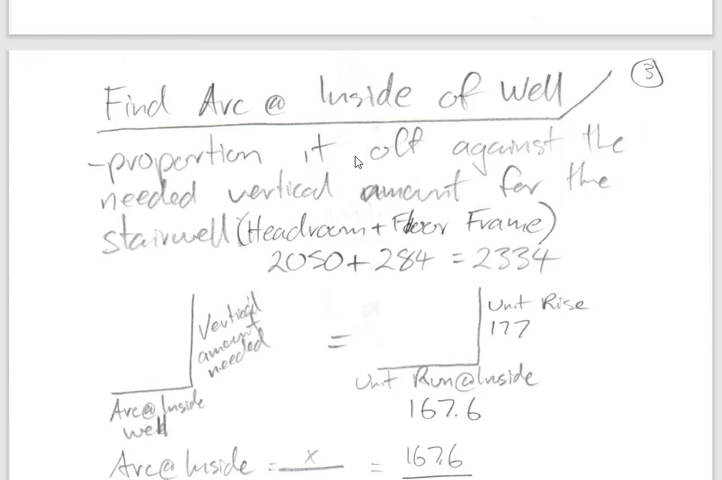 Find Arc @ Inside of Well
3
-proportion it off against the
needed vertical amount for the
stairwell (Headroom + Floor Frame)
2050 + 284 = 2334
Vertical
amount
needed
=
Unit Rise
177
Arc@Inside
well
Unit Run@Inside
167.6
Arc@ Inside = x = 167.6